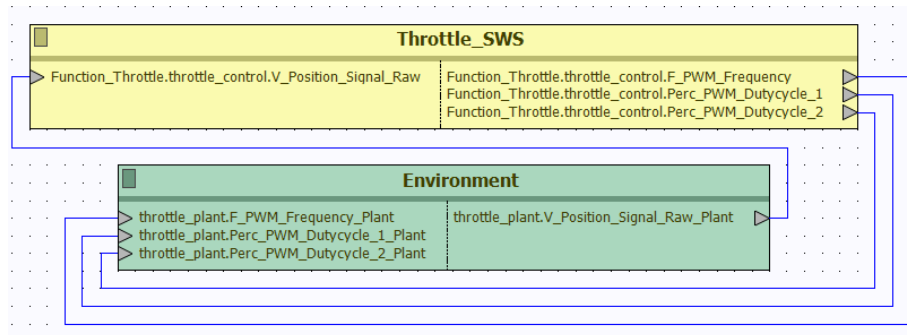 Throttle_SWS
Function_Throttle.throttle_control.V_Position_Signal_Raw
Function_Throttle.throttle_control.F_PWM_Frequency
Function_Throttle.throttle_control.Perc_PWM_Dutycycle_1
Function_Throttle.throttle_control.Perc_PWM_Dutycycle_2
Environment
throttle_plant.F_PWM_Frequency_Plant
throttle_plant.Perc_PWM_Dutycycle_1_Plant
throttle_plant.Perc_PWM_Dutycycle_2_Plant
throttle_plant.V_Position_Signal_Raw_Plant